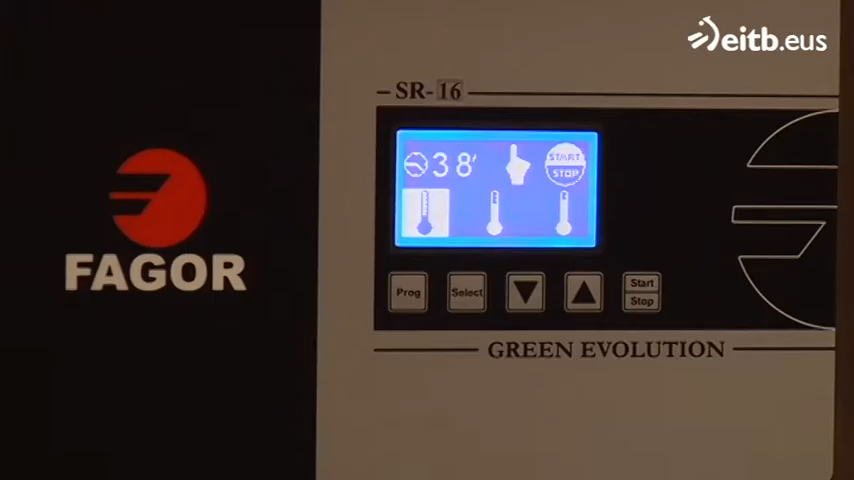 eitb.eus
SR-16
38'
START
STOP
FAGOR
Prog
Select
Start
Stop
GREEN EVOLUTION